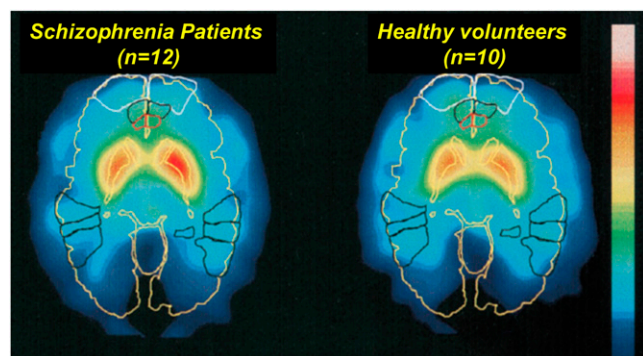 Schizophrenia Patients
(n=12)
Healthy volunteers
(n=10)